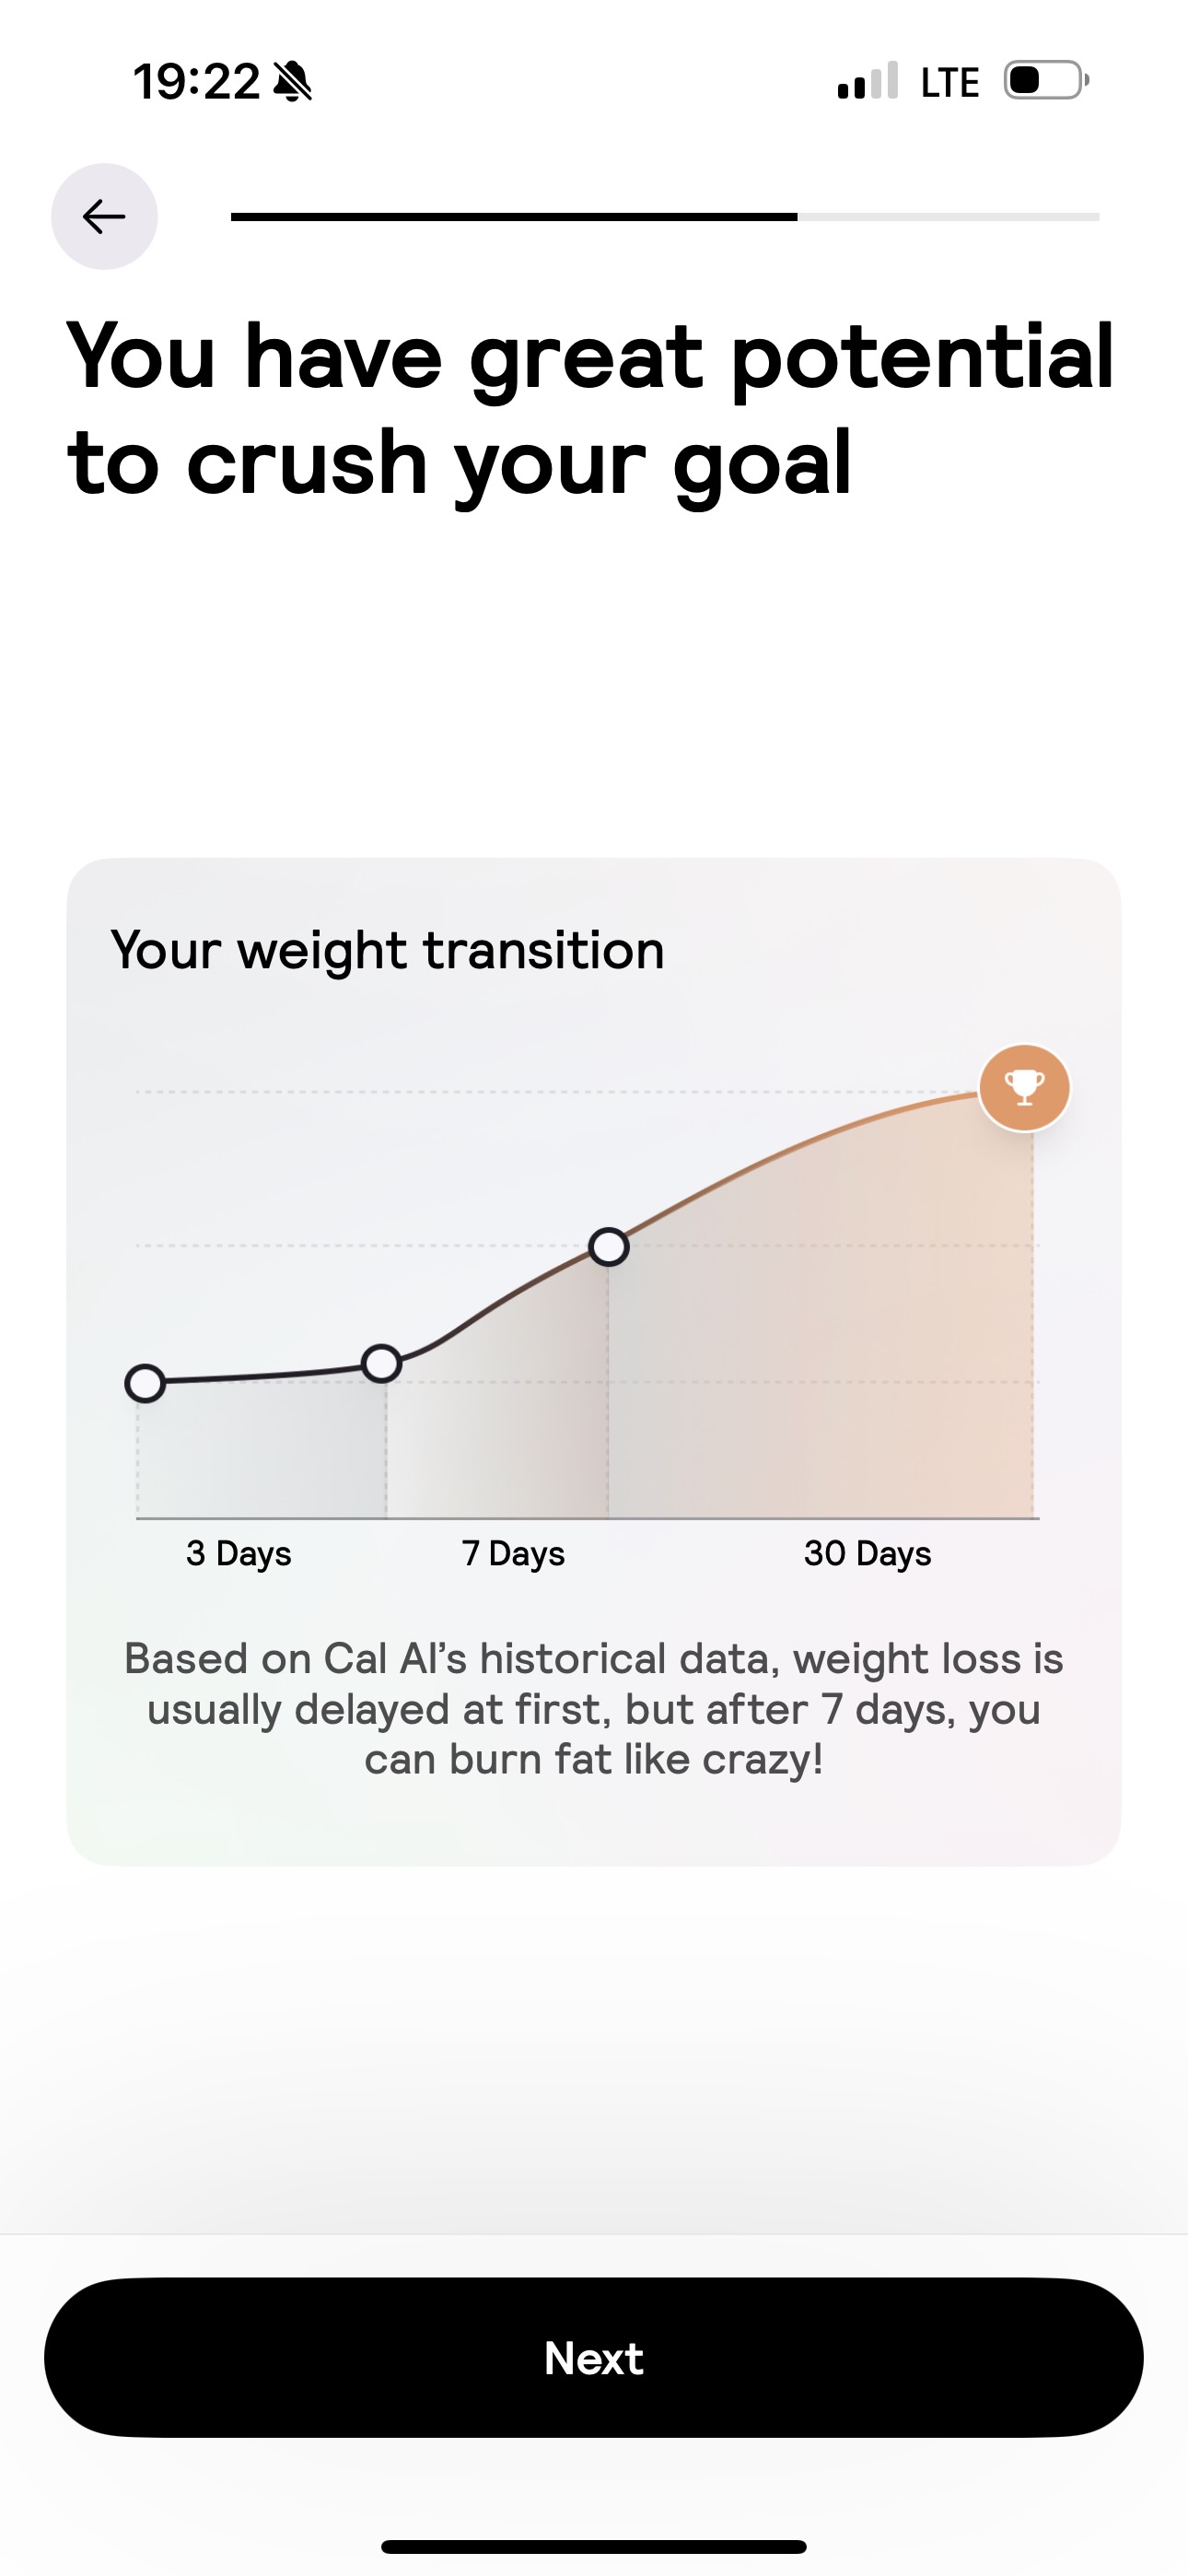 19:22
LTE
You have great potential
to crush your goal
Your weight transition
3 Days
7 Days
30 Days
Based on Cal AI’s historical data, weight loss is
usually delayed at first, but after 7 days, you
can burn fat like crazy!
Next